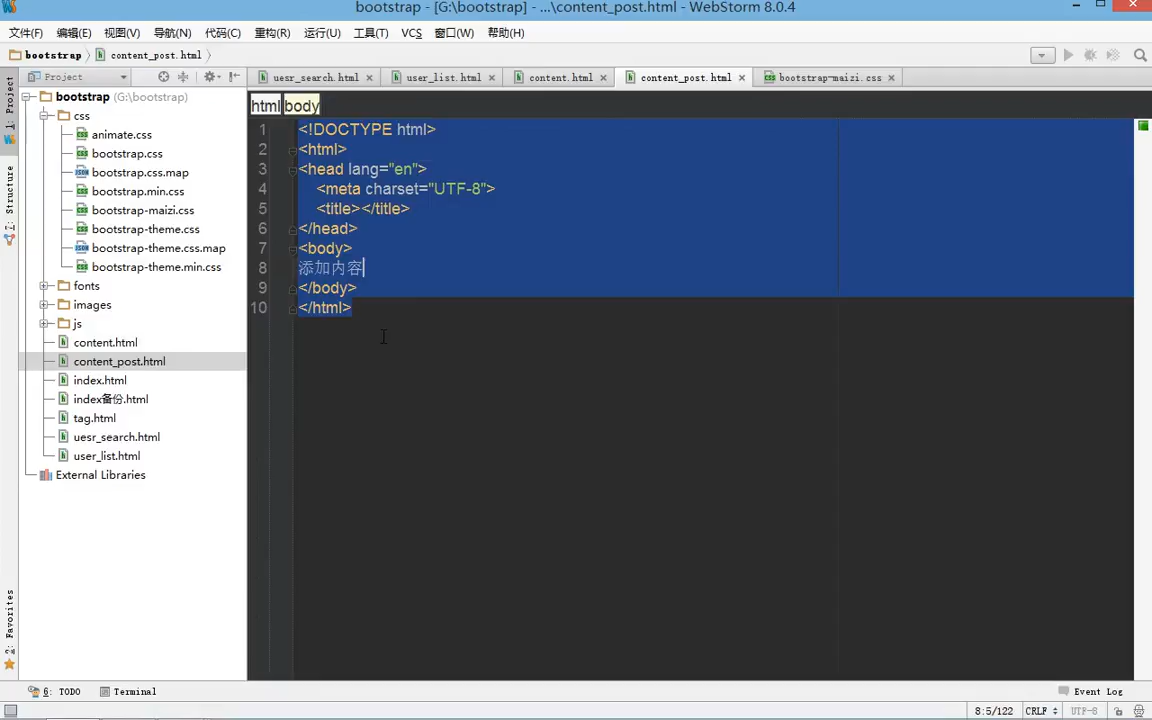 bootstrap - [G:\bootstrap] - ...\content_post.html - WebStorm 8.0.4
文件(F) 编辑(E) 视图(V) 导航(N) 代码(C) 重构(R) 运行(U) 工具(T) VCS 窗口(W) 帮助(H)
bootstrap content_post.html
Project uesr_search.html user_list.html content.html content_post.html bootstrap-maizi.css
1: Project
7: Structure
2: Favorites
bootstrap (G:\bootstrap)
css
animate.css
bootstrap.css
bootstrap.css.map
bootstrap.min.css
bootstrap-maizi.css
bootstrap-theme.css
bootstrap-theme.css.map
bootstrap-theme.min.css
fonts
images
js
content.html
content_post.html
index.html
index备份.html
tag.html
uesr_search.html
user_list.html
External Libraries
html body
1 <!DOCTYPE html>
2 <html>
3 <head lang="en">
4 <meta charset="UTF-8">
5 <title></title>
6 </head>
7 <body>
8 添加内容
9 </body>
10 </html>
6: TODO Terminal Event Log
8:5/122 CRLF UTF-8